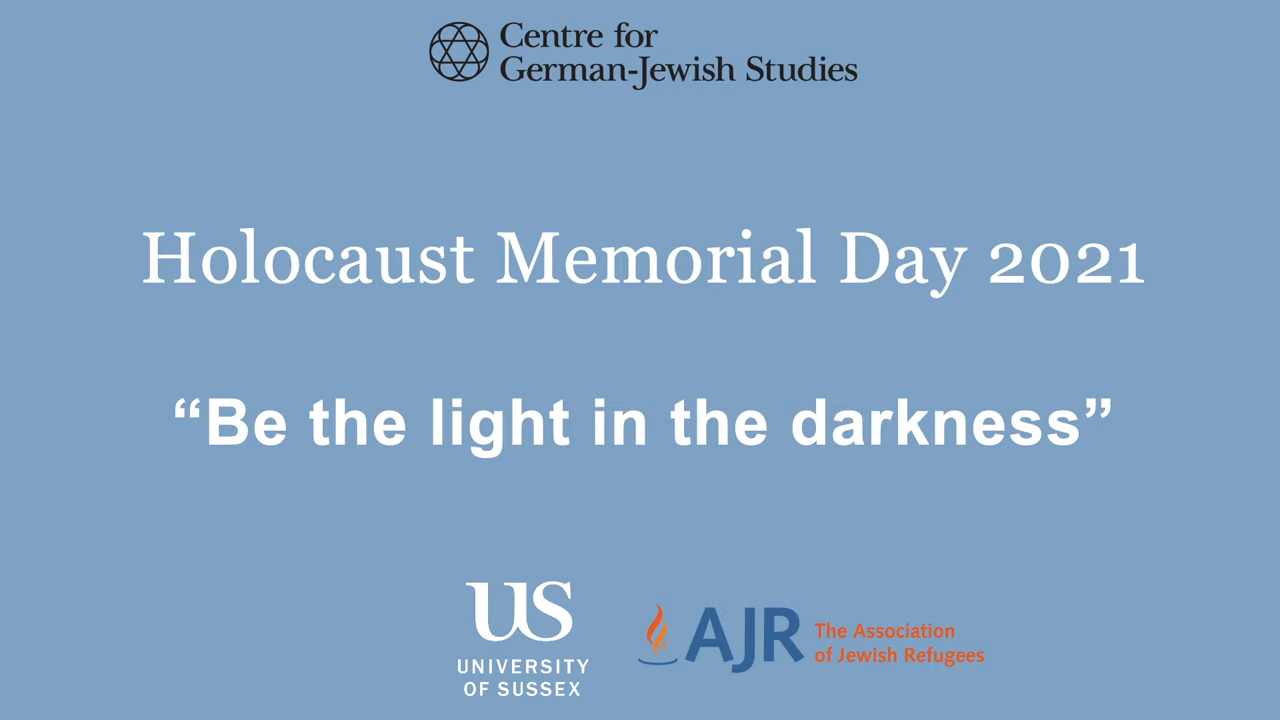 Centre for
German-Jewish Studies
Holocaust Memorial Day 2021
“Be the light in the darkness”
US
UNIVERSITY
OF SUSSEX
AJR
The Association
of Jewish Refugees